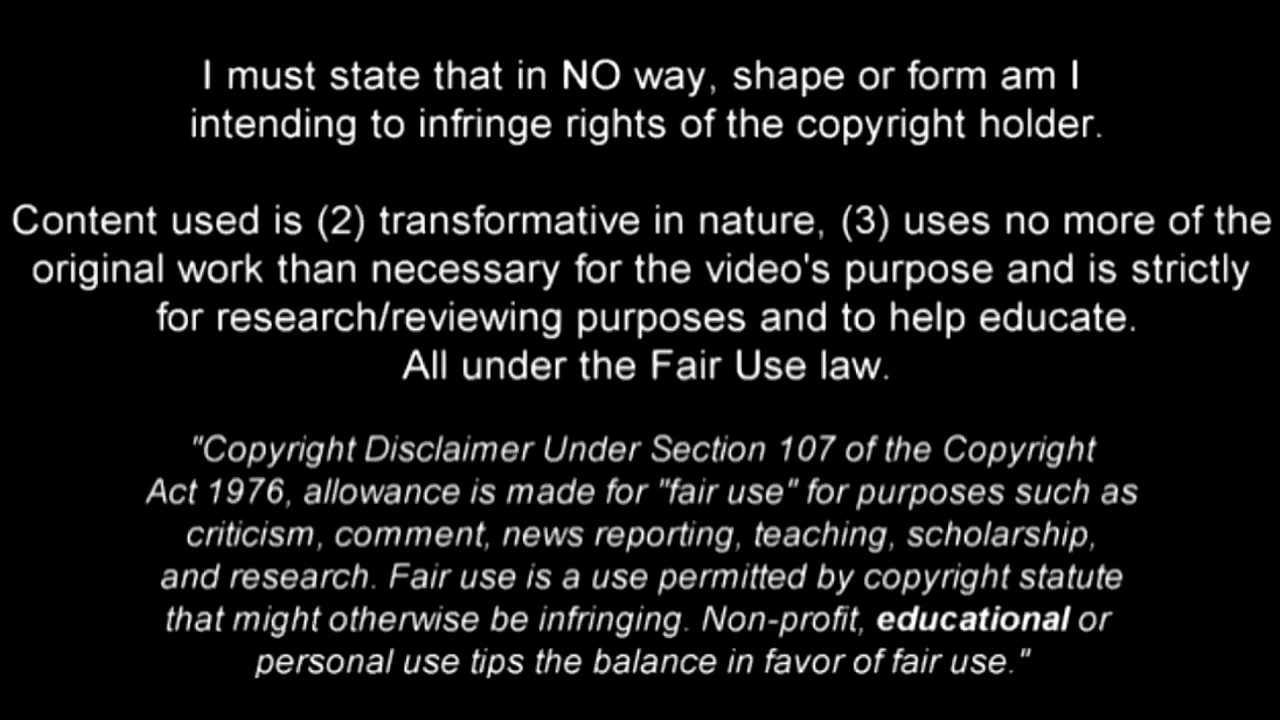 I must state that in NO way, shape or form am I
intending to infringe rights of the copyright holder.
Content used is (2) transformative in nature, (3) uses no more of the
original work than necessary for the video's purpose and is strictly
for research/reviewing purposes and to help educate.
All under the Fair Use law.
"Copyright Disclaimer Under Section 107 of the Copyright
Act 1976, allowance is made for "fair use" for purposes such as
criticism, comment, news reporting, teaching, scholarship,
and research. Fair use is a use permitted by copyright statute
that might otherwise be infringing. Non-profit, educational or
personal use tips the balance in favor of fair use."